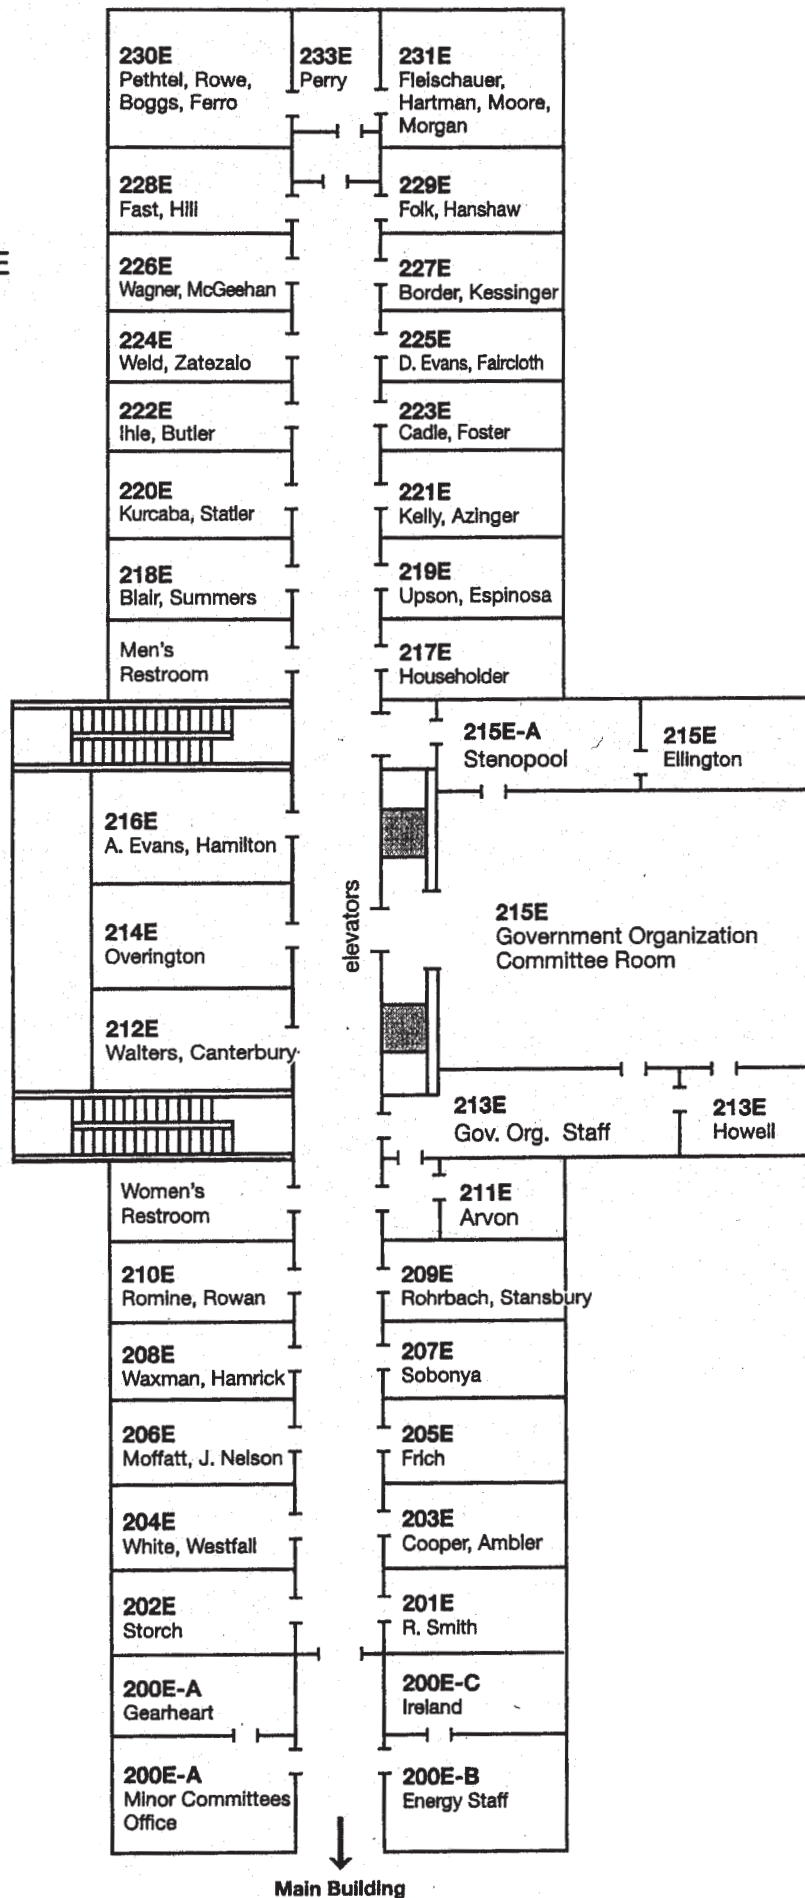 230E
Pethtel, Rowe,
Boggs, Ferro
233E
Perry
231E
Fleischauer,
Hartman, Moore,
Morgan
228E
Fast, Hill
229E
Folk, Hanshaw
E
226E
Wagner, McGeehan
227E
Border, Kessinger
224E
Weld, Zatezalo
225E
D. Evans, Faircloth
222E
Ihle, Butler
223E
Cadle, Foster
220E
Kurcaba, Statler
221E
Kelly, Azinger
218E
Blair, Summers
219E
Upson, Espinosa
Men's
Restroom
217E
Householder
215E-A
Stenopool
215E
Ellington
216E
A. Evans, Hamilton
elevators
214E
Overington
215E
Government Organization
Committee Room
212E
Walters, Canterbury
213E
Gov. Org. Staff
213E
Howell
Women's
Restroom
211E
Arvon
210E
Romine, Rowan
209E
Rohrbach, Stansbury
208E
Waxman, Hamrick
207E
Sobonya
206E
Moffatt, J. Nelson
205E
Frich
204E
White, Westfall
203E
Cooper, Ambler
202E
Storch
201E
R. Smith
200E-A
Gearheart
200E-C
Ireland
200E-A
Minor Committees
Office
200E-B
Energy Staff
Main Building